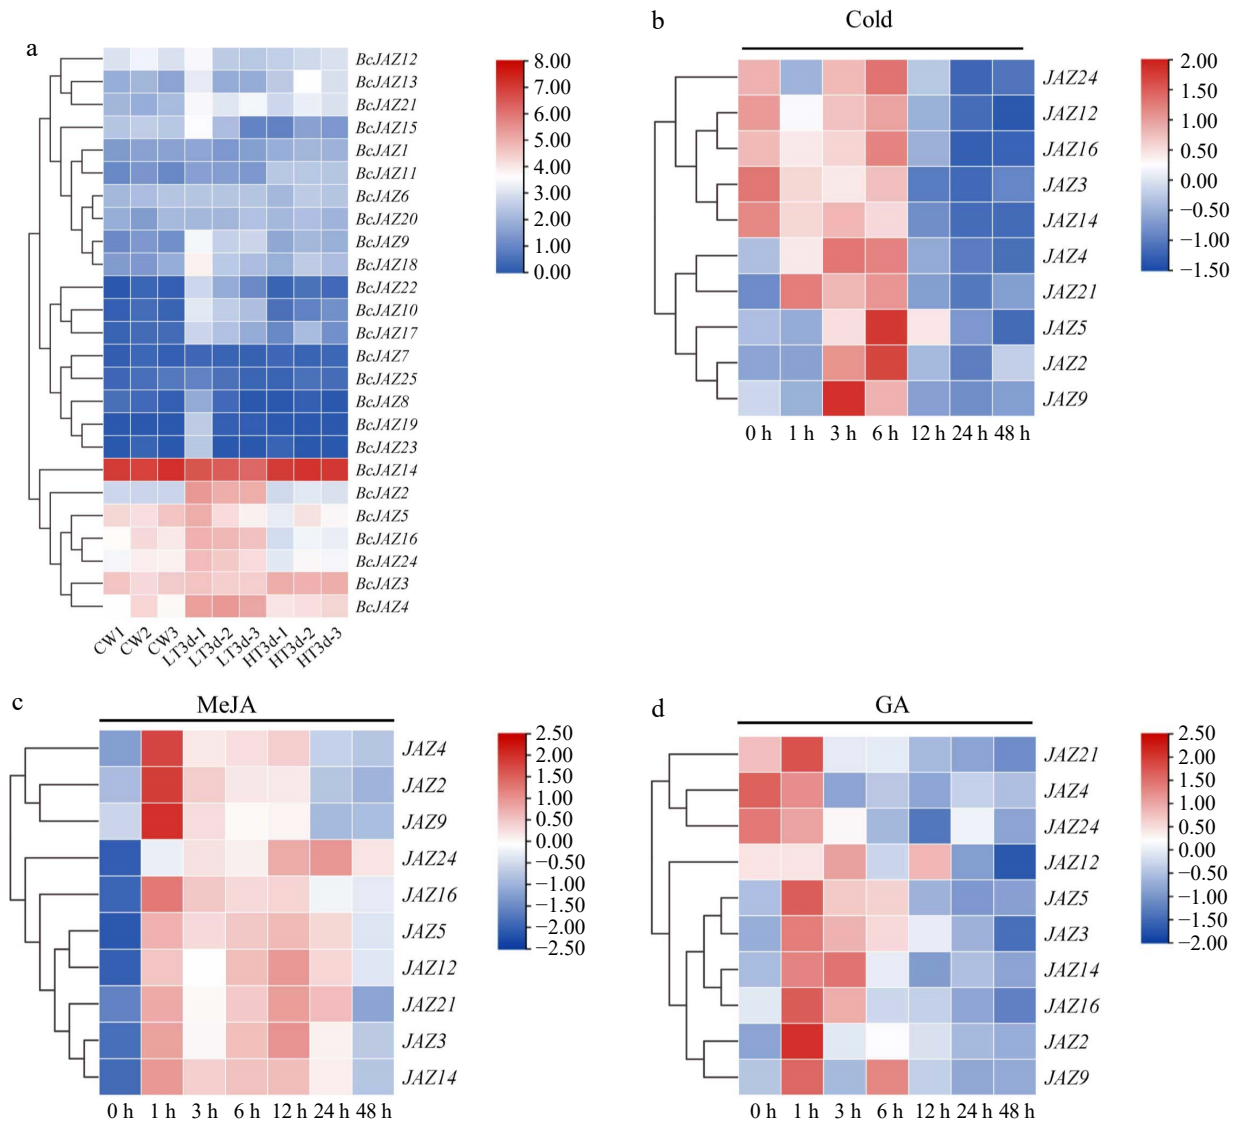 a
BcJAZ12
BcJAZ13
BcJAZ21
BcJAZ15
BcJAZ1
BcJAZ11
BcJAZ6
BcJAZ20
BcJAZ9
BcJAZ18
BcJAZ22
BcJAZ10
BcJAZ17
BcJAZ7
BcJAZ25
BcJAZ8
BcJAZ19
BcJAZ23
BcJAZ14
BcJAZ2
BcJAZ5
BcJAZ16
BcJAZ24
BcJAZ3
BcJAZ4
CW1 CW2 CW3 LT3d-1 LT3d-2 LT3d-3 HT3d-1 HT3d-2 HT3d-3
8.00
7.00
6.00
5.00
4.00
3.00
2.00
1.00
0.00
b
Cold
JAZ24
JAZ12
JAZ16
JAZ3
JAZ14
JAZ4
JAZ21
JAZ5
JAZ2
JAZ9
0 h 1 h 3 h 6 h 12 h 24 h 48 h
2.00
1.00
0.50
0.00
−0.50
−1.00
−1.50
c
MeJA
JAZ4
JAZ2
JAZ9
JAZ24
JAZ16
JAZ5
JAZ12
JAZ21
JAZ3
JAZ14
0 h 1 h 3 h 6 h 12 h 24 h 48 h
2.50
2.00
1.50
1.00
0.50
0.00
−0.50
−1.00
−1.50
−2.00
−2.50
d
GA
JAZ21
JAZ4
JAZ24
JAZ12
JAZ5
JAZ3
JAZ14
JAZ16
JAZ2
JAZ9
0 h 1 h 3 h 6 h 12 h 24 h 48 h
2.50
2.00
1.50
1.00
0.50
0.00
−0.50
−1.00
−1.50
−2.00